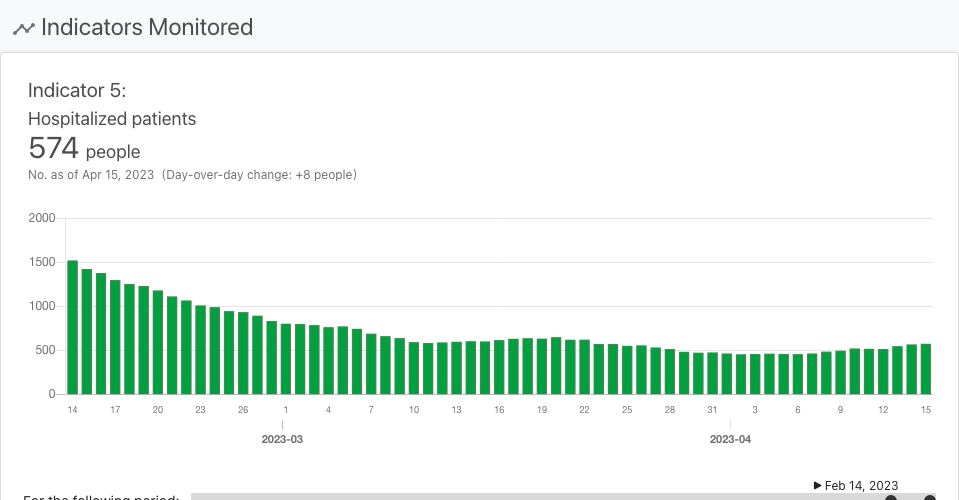 Indicators Monitored
Indicator 5:
Hospitalized patients
574 people
No. as of Apr 15, 2023 (Day-over-day change: +8 people)
2000
1500
1000
500
0
14 17 20 23 26 1 4 7 10 13 16 19 22 25 28 31 3 6 9 12 15
2023-03 2023-04
▶ Feb 14, 2023
For the following period: